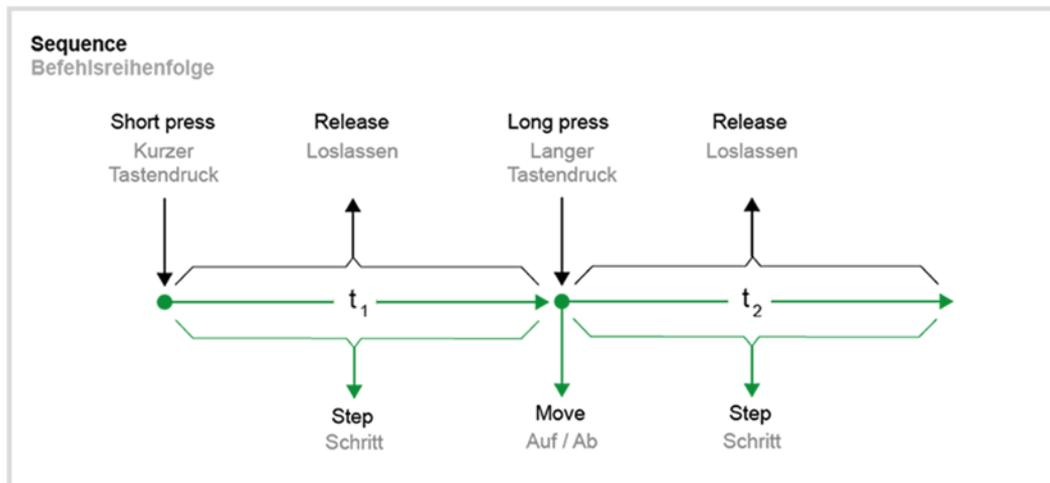 Sequence
Befehlsreihenfolge
Short press
Kurzer
Tastendruck
Release
Loslassen
Long press
Langer
Tastendruck
Release
Loslassen
t1
t2
Step
Schritt
Move
Auf / Ab
Step
Schritt